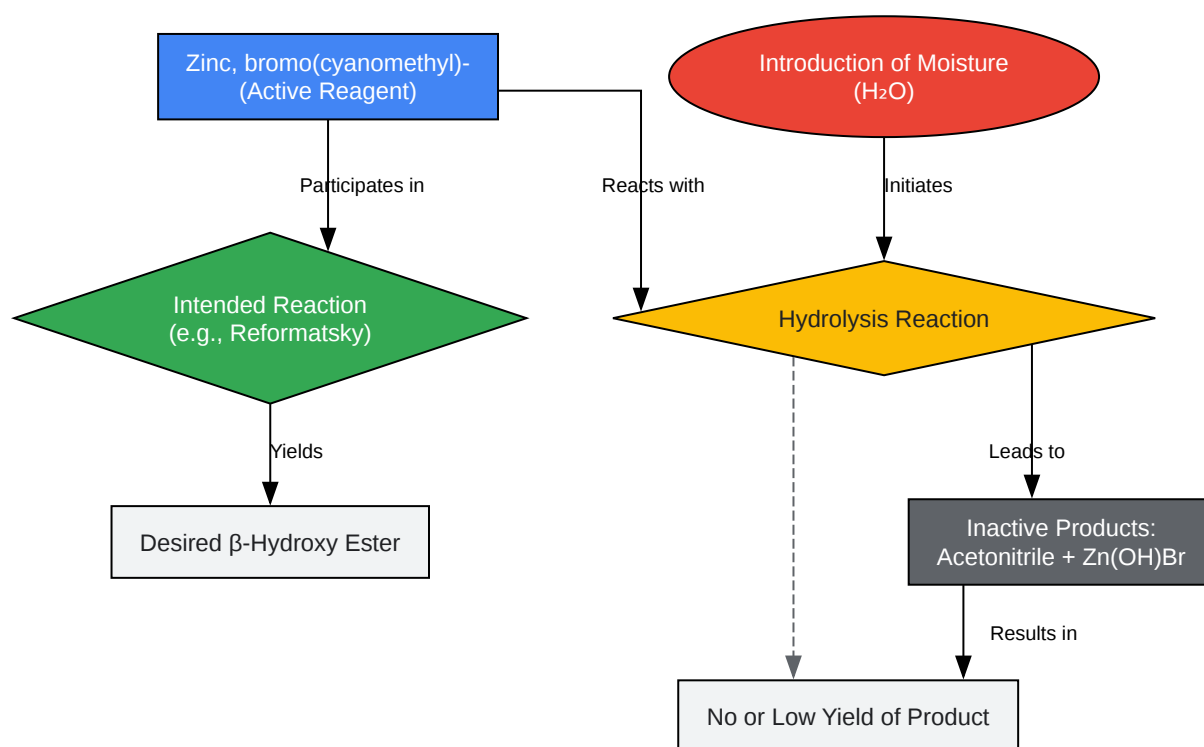 Zinc, bromo(cyanomethyl)-
(Active Reagent)
Introduction of Moisture
(H₂O)
Participates in
Reacts with
Initiates
Intended Reaction
(e.g., Reformatsky)
Hydrolysis Reaction
Yields
Leads to
Desired β-Hydroxy Ester
Inactive Products:
Acetonitrile + Zn(OH)Br
Results in
No or Low Yield of Product